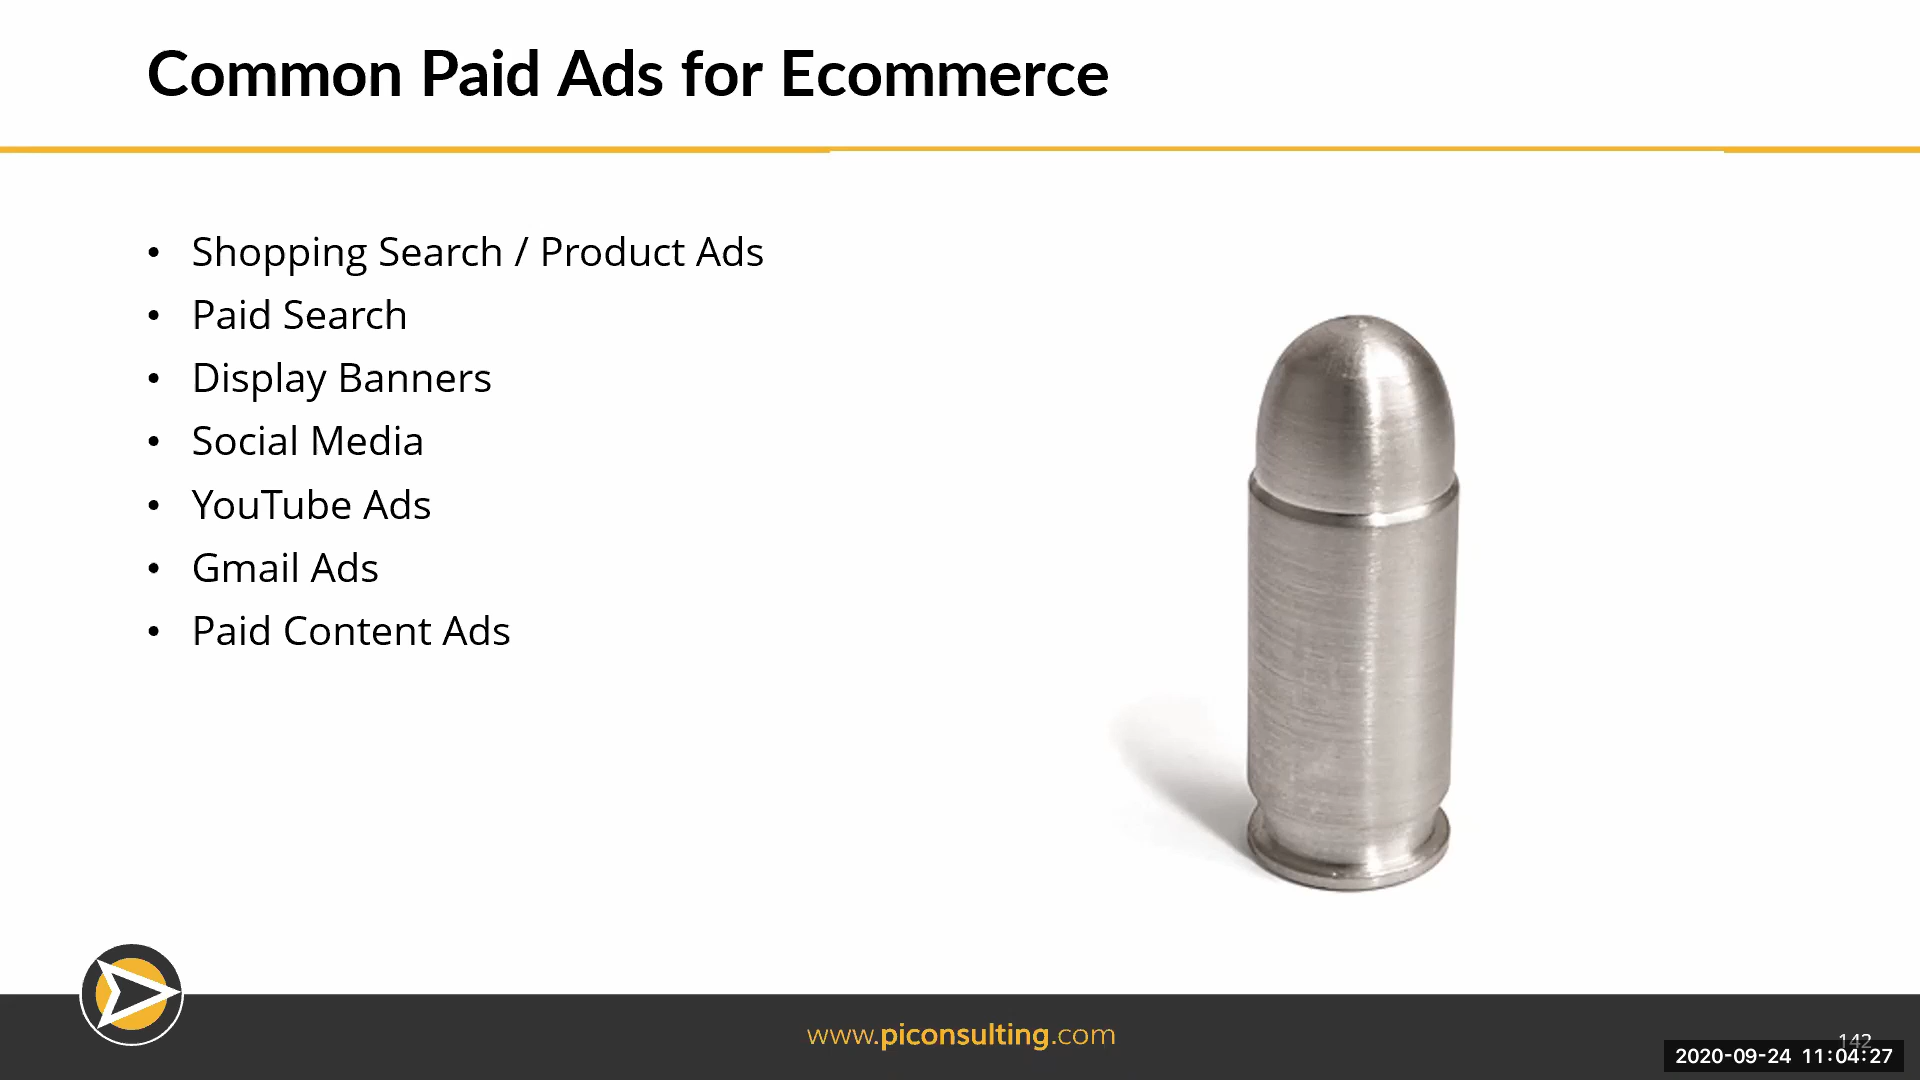 Common Paid Ads for Ecommerce
• Shopping Search / Product Ads
• Paid Search
• Display Banners
• Social Media
• YouTube Ads
• Gmail Ads
• Paid Content Ads
www.piconsulting.com
142
2020-09-24 11:04:27